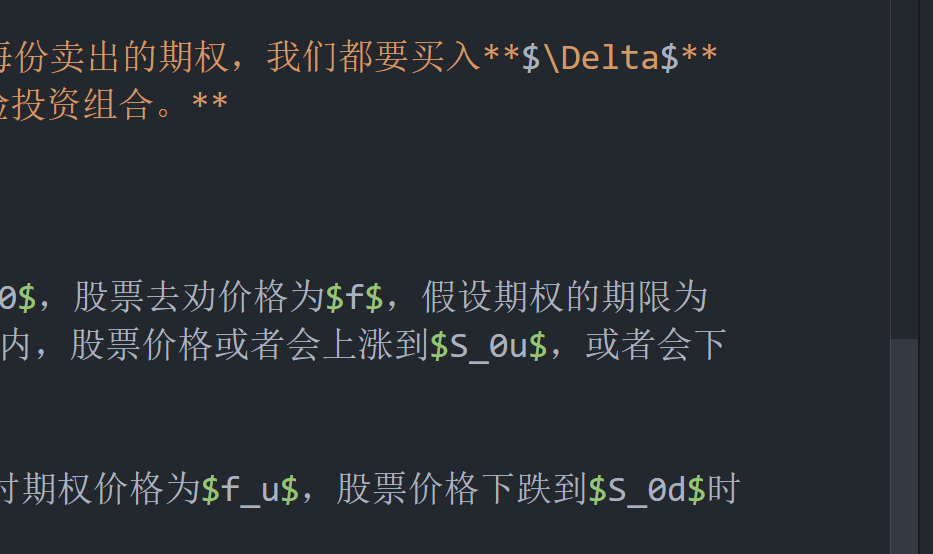 每份卖出的期权，我们都要买入**$\Delta$**
投资组合。**
0$，股票去劝价格为$f$，假设期权的期限为
内，股票价格或者会上涨到$S_0u$，或者会下
时期权价格为$f_u$，股票价格下跌到$S_0d$时